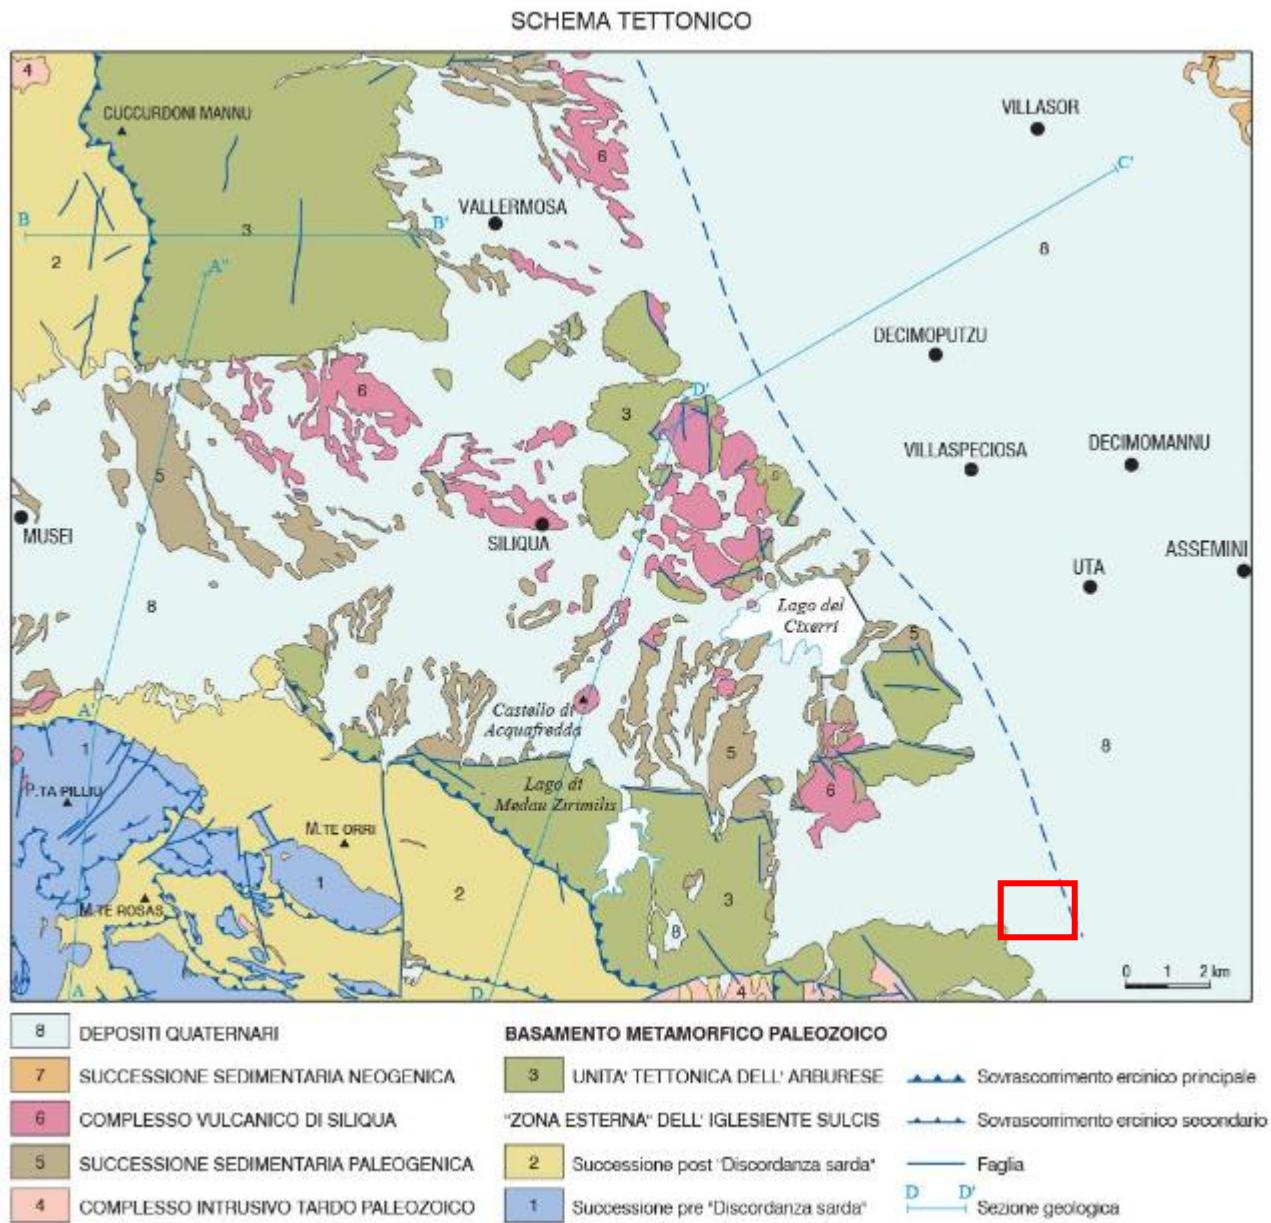 SCHEMA TETTONICO
4
7
CUCCURDONI MANNU
VILLASOR
6
C'
VALLERMOSA
B
B'
3
8
2
A''
DECIMOPUTZU
6
D'
3
VILLASPECIOSA
DECIMOMANNU
5
6
MUSEI
SILIQUA
ASSEMINI
UTA
8
Lago del
Cixerri
5
A'
Castello di
Acquafredda
1
5
8
P.TA PILLIU
Lago di
Medau Zirimilis
6
M.TE ORRI
1
2
3
M.TE ROSAS
8
A
D
4
0 1 2 km
8 DEPOSITI QUATERNARI
7 SUCCESSIONE SEDIMENTARIA NEOGENICA
6 COMPLESSO VULCANICO DI SILIQUA
5 SUCCESSIONE SEDIMENTARIA PALEOGENICA
4 COMPLESSO INTRUSIVO TARDO PALEOZOICO
BASAMENTO METAMORFICO PALEOZOICO
3 UNITA' TETTONICA DELL' ARBURESE
"ZONA ESTERNA" DELL' IGLESIENTE SULCIS
2 Successione post "Discordanza sarda"
1 Successione pre "Discordanza sarda"
Sovrascorrimento ercinico principale
Sovrascorrimento ercinico secondario
Faglia
D D' Sezione geologica